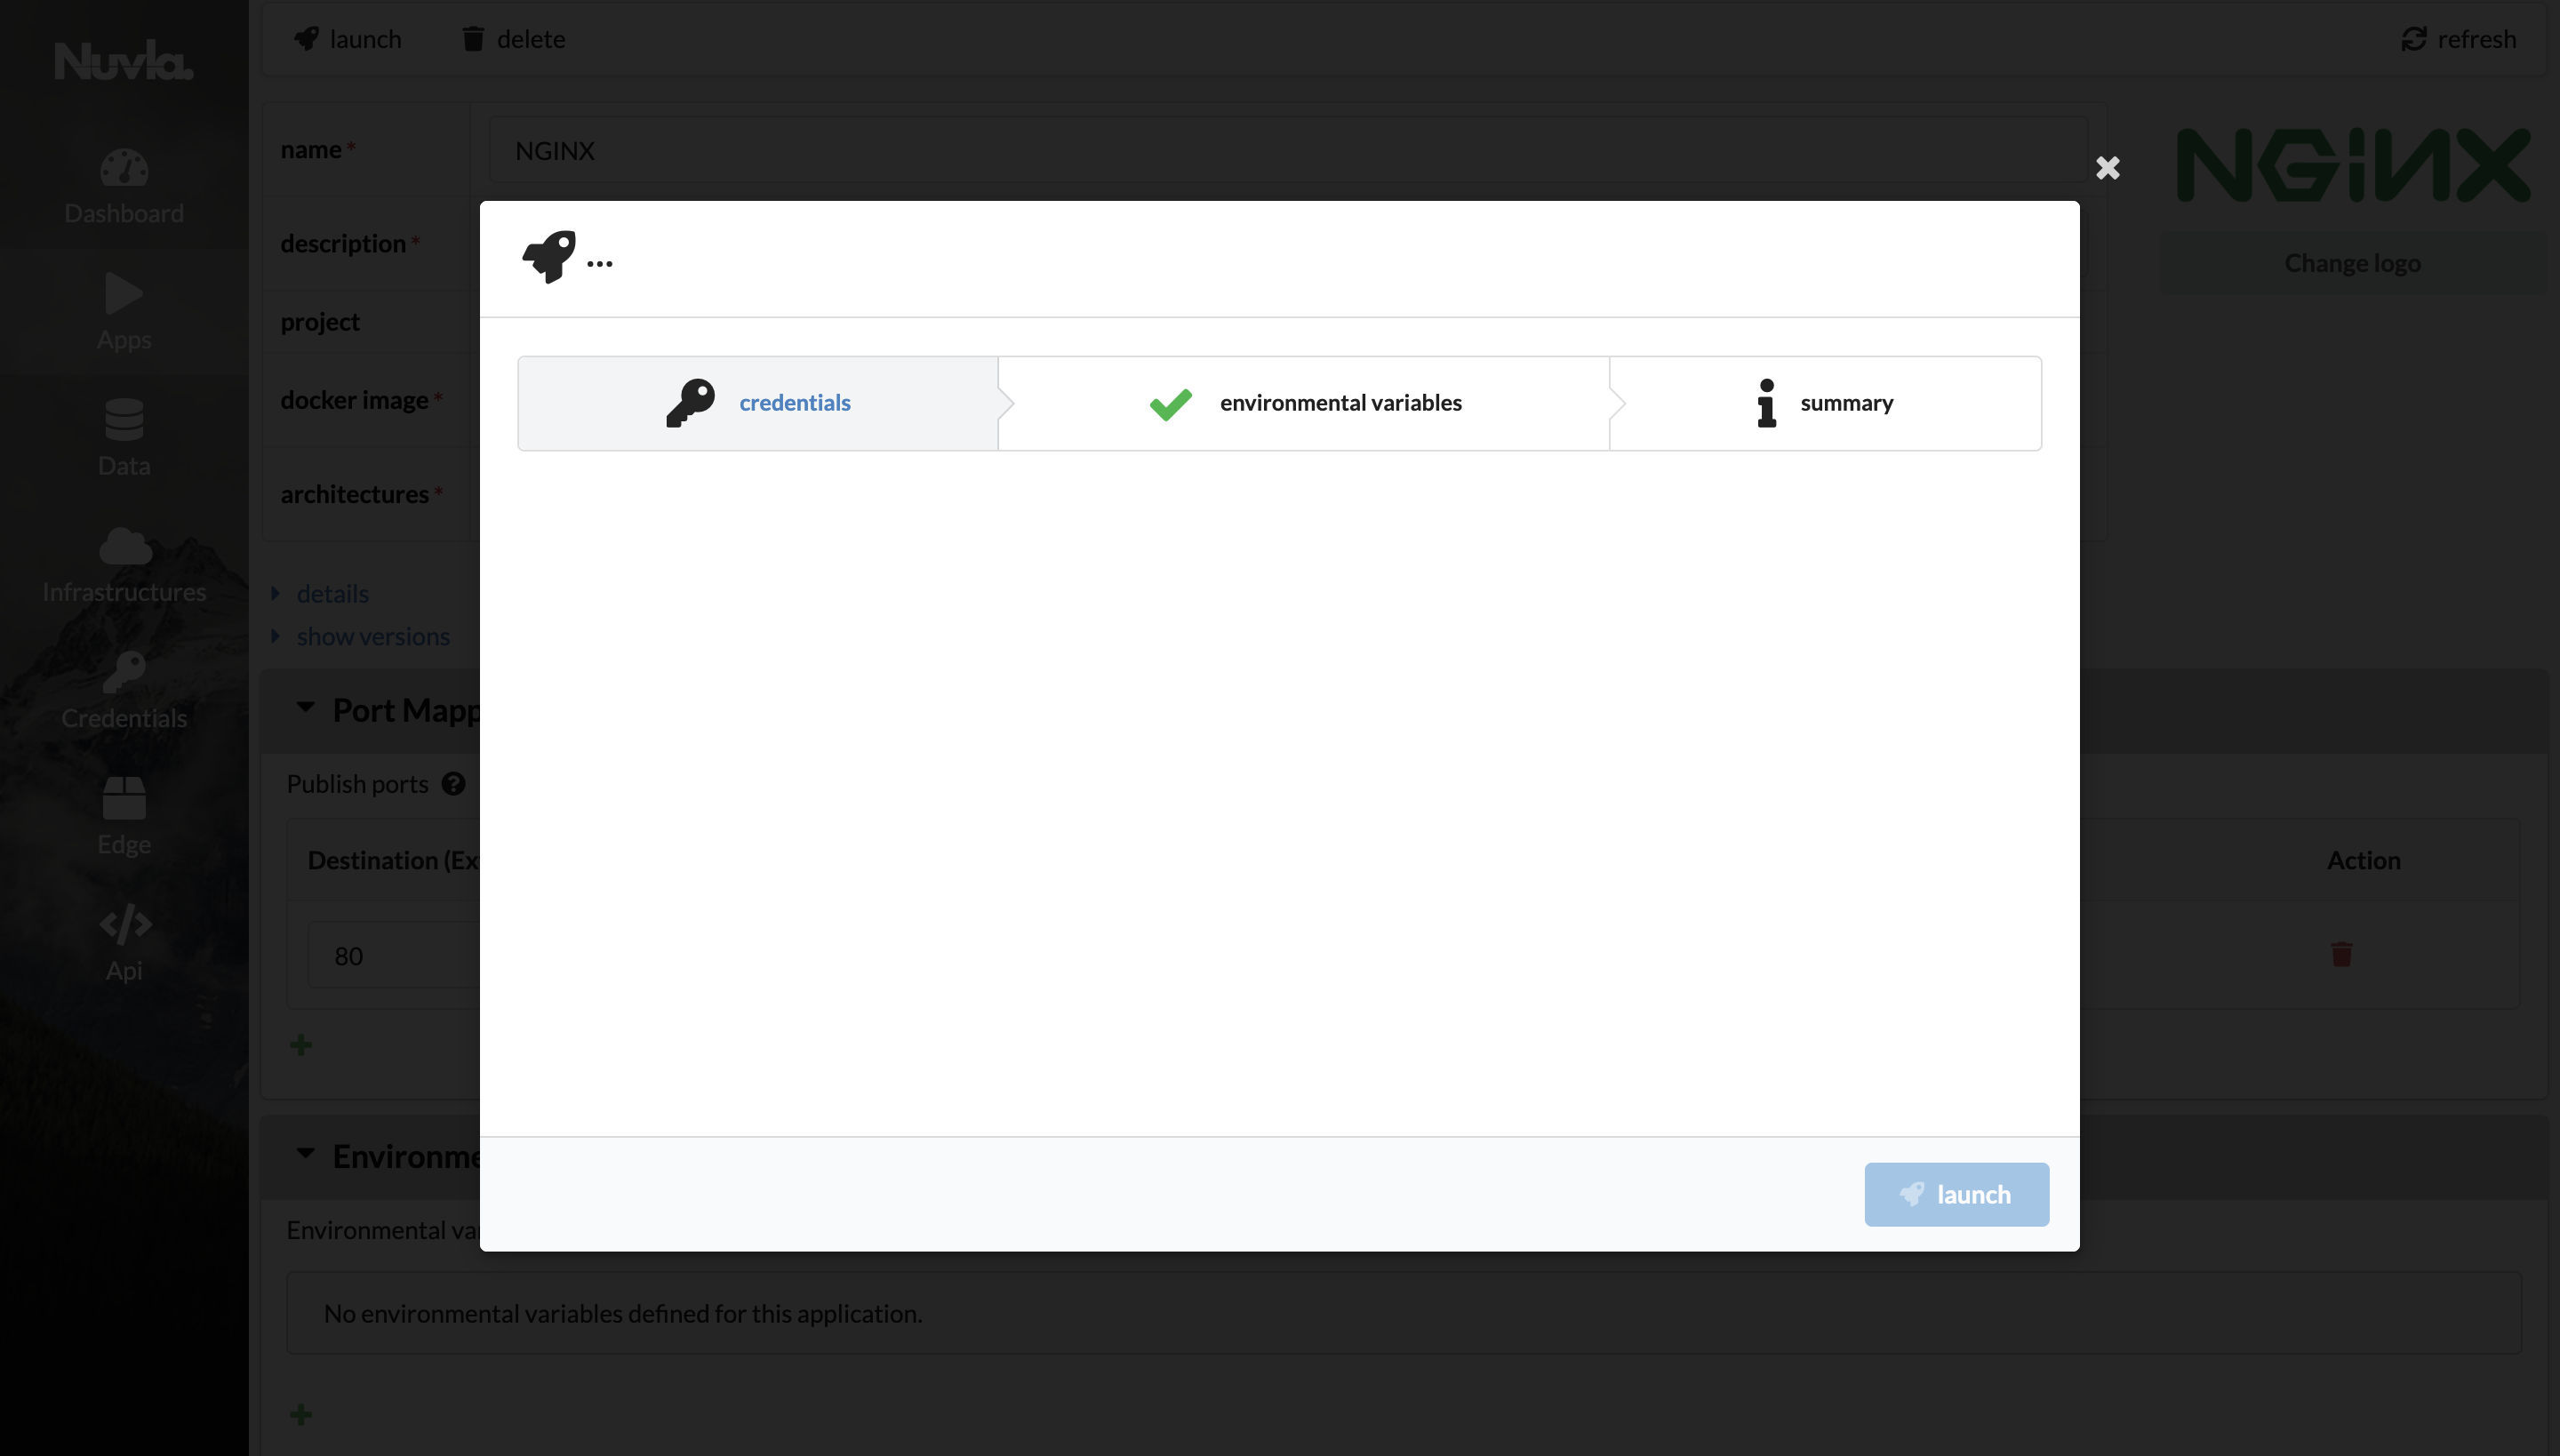 Nuvla.
Dashboard
Apps
Data
Infrastructures
Credentials
Edge
Api
launch
delete
refresh
name *
NGINX
NGINX
Change logo
description *
project
docker image *
architectures *
details
show versions
...
credentials
environmental variables
summary
launch
Port Mapp
Publish ports
Destination (Ex
Action
80
Environme
Environmental va
No environmental variables defined for this application.